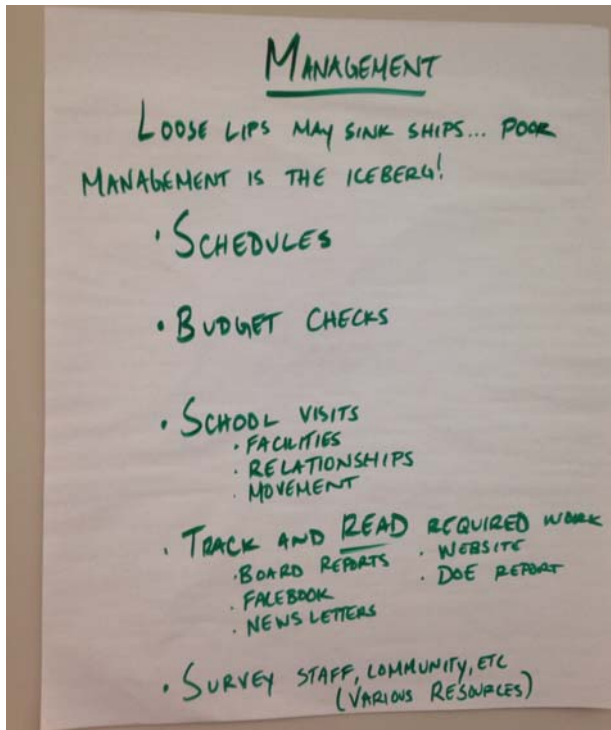 MANAGEMENT
LOOSE LIPS MAY SINK SHIPS... POOR
MANAGEMENT IS THE ICEBERG!
· SCHEDULES
· BUDGET CHECKS
· SCHOOL VISITS
· FACILITIES
· RELATIONSHIPS
· MOVEMENT
· TRACK AND READ REQUIRED WORK
· BOARD REPORTS · WEBSITE
· FACEBOOK · DOE REPORT
· NEWS LETTERS
· SURVEY STAFF, COMMUNITY, ETC
(VARIOUS RESOURCES)